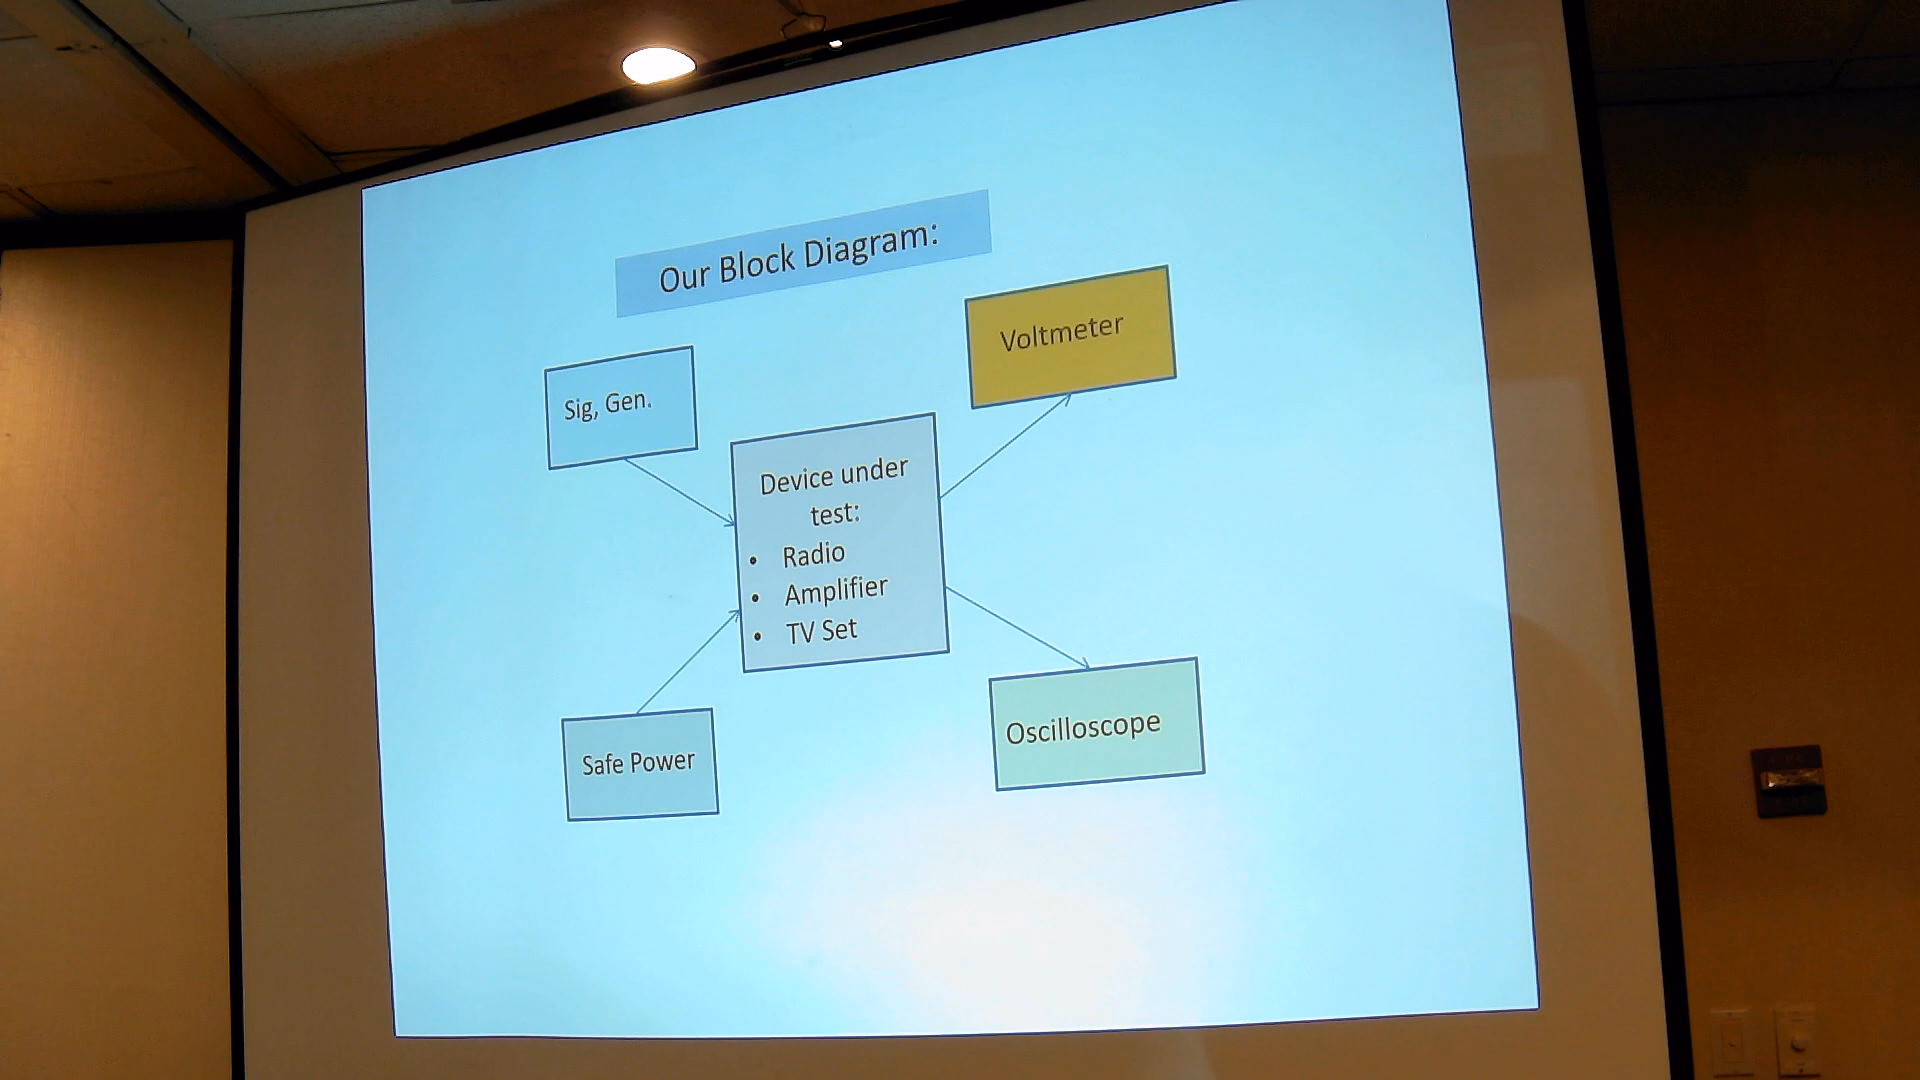 Our Block Diagram:
Voltmeter
Sig, Gen.
Device under
test:
• Radio
• Amplifier
• TV Set
Oscilloscope
Safe Power